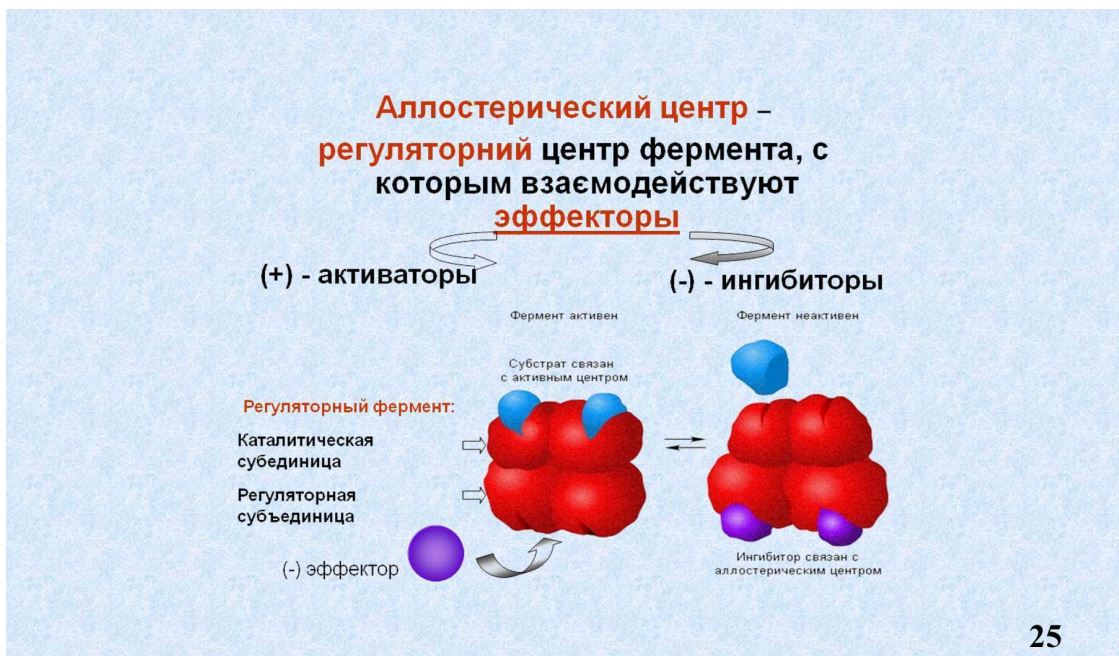 Аллостерический центр –
регуляторний центр фермента, с
которым взаємодействуют
эффекторы
(+) - активаторы
(-) - ингибиторы
Фермент активен
Фермент неактивен
Субстрат связан
с активным центром
Регуляторный фермент:
Каталитическая
субединица
Регуляторная
субъединица
(-) эффектор
Ингибитор связан с
аллостерическим центром
25